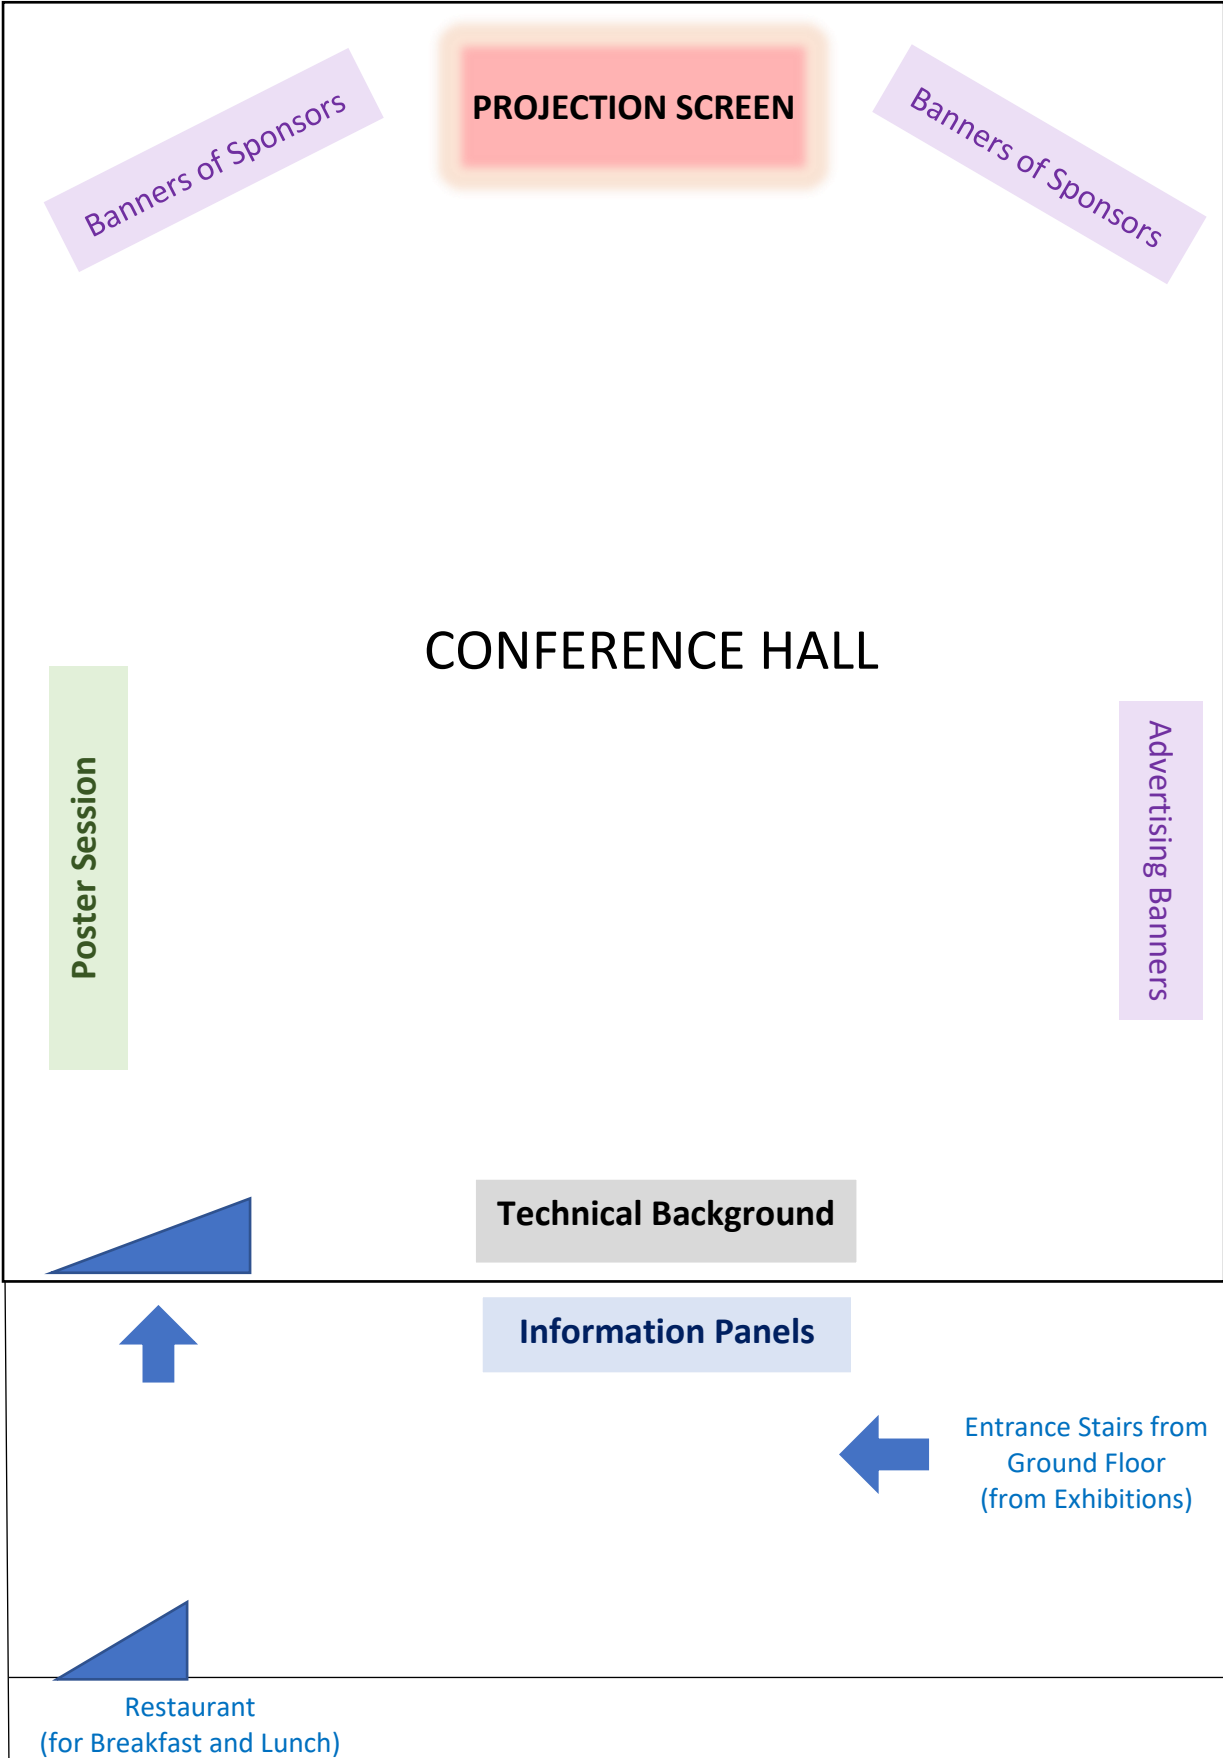 Banners of Sponsors
PROJECTION SCREEN
Banners of Sponsors
CONFERENCE HALL
Poster Session
Advertising Banners
Technical Background
Information Panels
Entrance Stairs from
Ground Floor
(from Exhibitions)
Restaurant
(for Breakfast and Lunch)